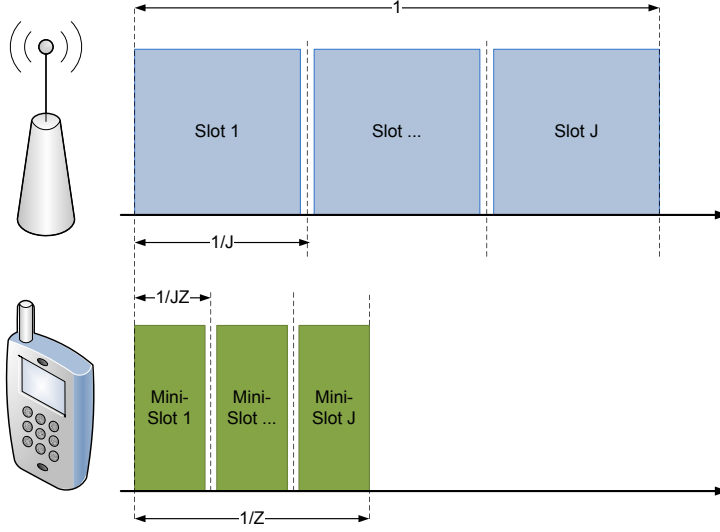 1
Slot 1
Slot ...
Slot J
1/J
1/JZ
Mini-
Slot 1
Mini-
Slot ...
Mini-
Slot J
1/Z